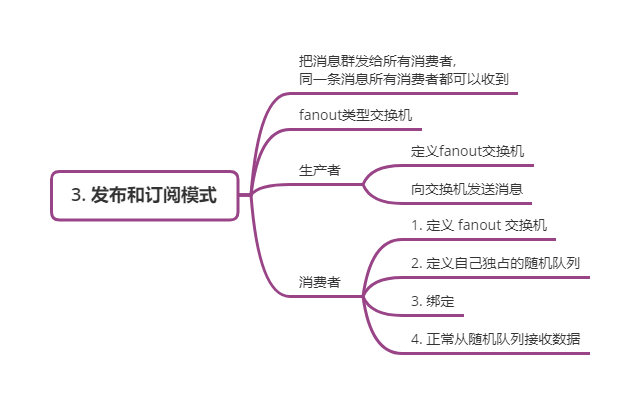 3. 发布和订阅模式
把消息群发给所有消费者,
同一条消息所有消费者都可以收到
fanout类型交换机
生产者
定义fanout交换机
向交换机发送消息
消费者
1. 定义 fanout 交换机
2. 定义自己独占的随机队列
3. 绑定
4. 正常从随机队列接收数据